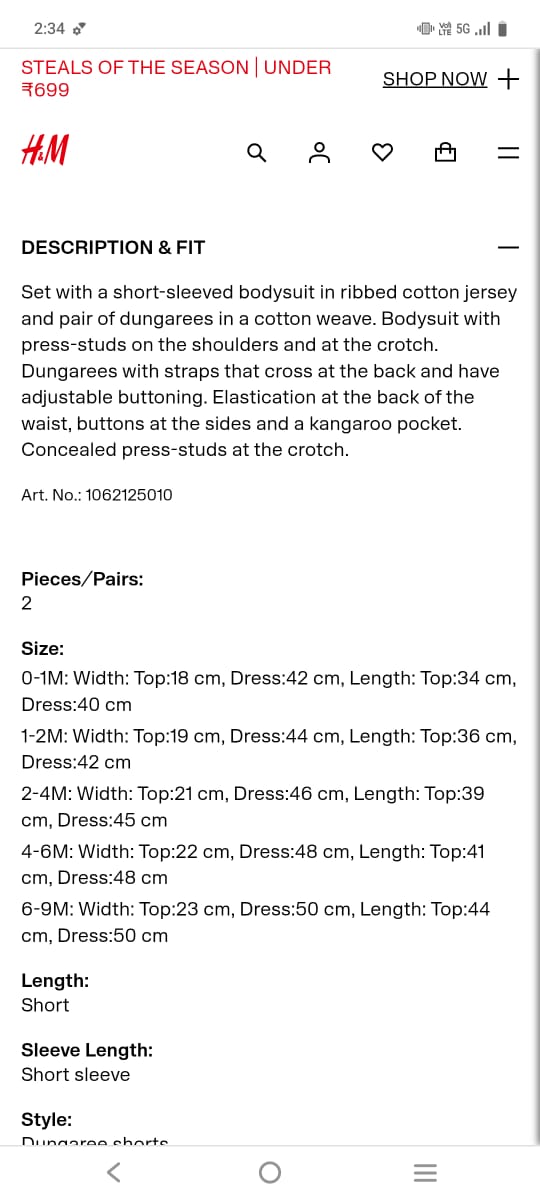 2:34
Vo)) LTE 5G
STEALS OF THE SEASON | UNDER
₹699
SHOP NOW
H&M
DESCRIPTION & FIT
Set with a short-sleeved bodysuit in ribbed cotton jersey
and pair of dungarees in a cotton weave. Bodysuit with
press-studs on the shoulders and at the crotch.
Dungarees with straps that cross at the back and have
adjustable buttoning. Elastication at the back of the
waist, buttons at the sides and a kangaroo pocket.
Concealed press-studs at the crotch.
Art. No.: 1062125010
Pieces/Pairs:
2
Size:
0-1M: Width: Top:18 cm, Dress:42 cm, Length: Top:34 cm,
Dress:40 cm
1-2M: Width: Top:19 cm, Dress:44 cm, Length: Top:36 cm,
Dress:42 cm
2-4M: Width: Top:21 cm, Dress:46 cm, Length: Top:39
cm, Dress:45 cm
4-6M: Width: Top:22 cm, Dress:48 cm, Length: Top:41
cm, Dress:48 cm
6-9M: Width: Top:23 cm, Dress:50 cm, Length: Top:44
cm, Dress:50 cm
Length:
Short
Sleeve Length:
Short sleeve
Style:
Dungaree shorts